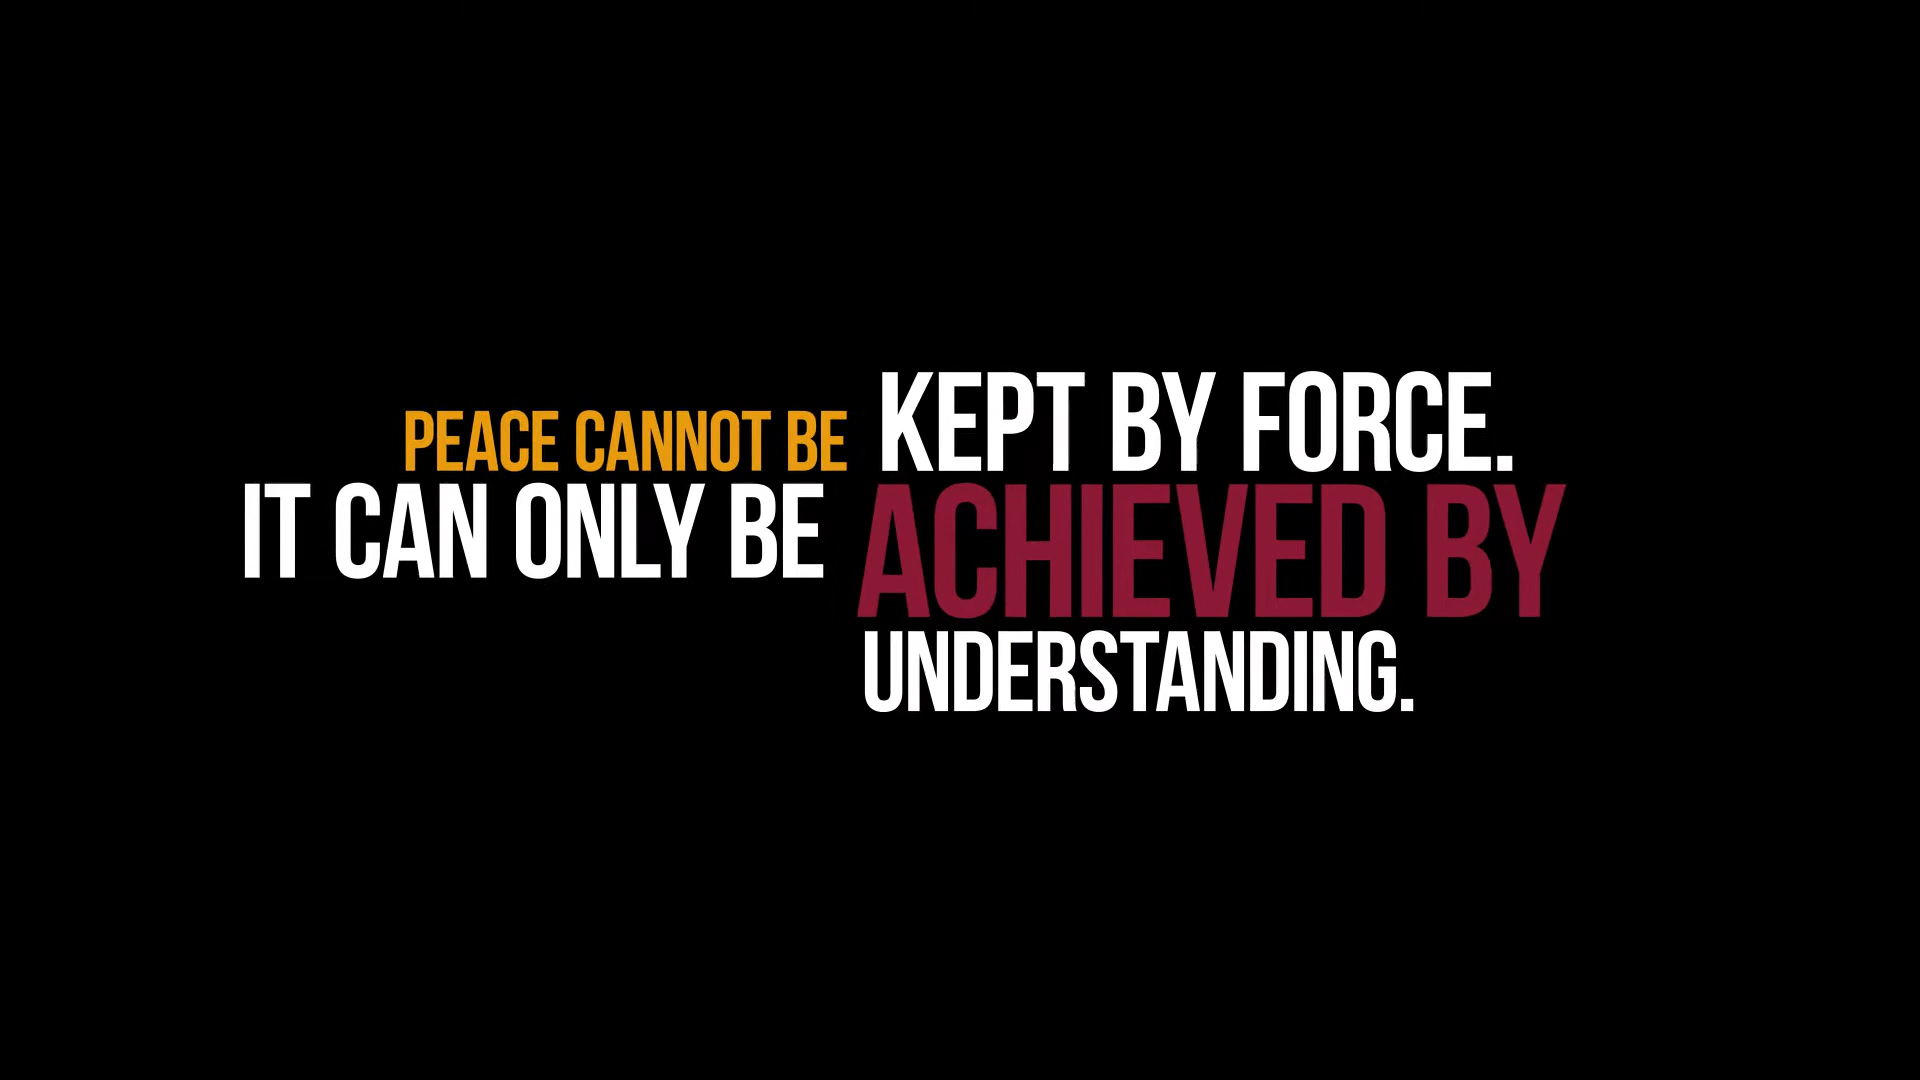 PEACE CANNOT BE KEPT BY FORCE.
IT CAN ONLY BE ACHIEVED BY
UNDERSTANDING.